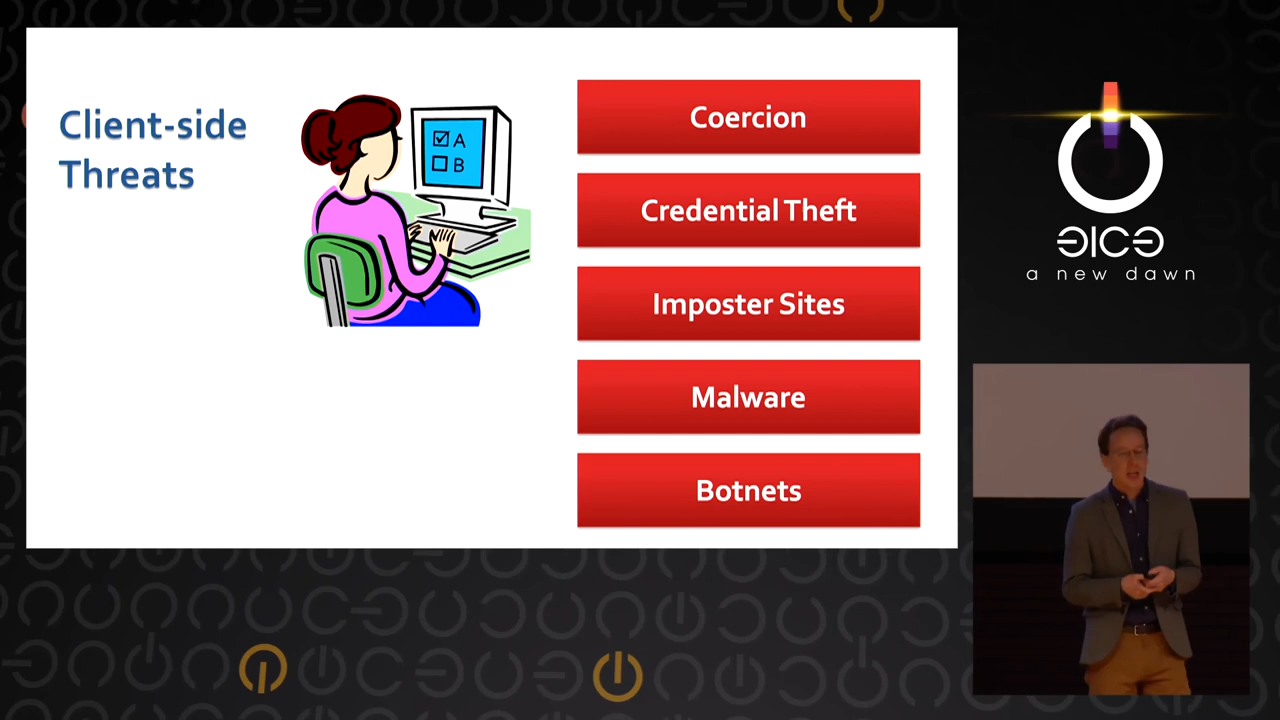 Client-side
Threats
A
B
Coercion
Credential Theft
Imposter Sites
Malware
Botnets
a new dawn